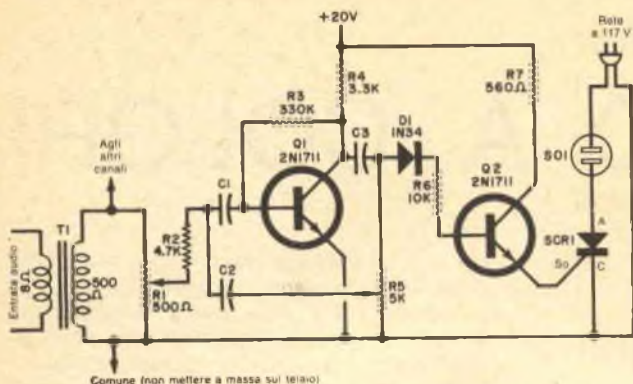 +20V
Rete
a 117 V
R4
3.3K
R7
560Ω
R3
330K
Q1
2N1711
C3
D1
1N34
Q2
2N1711
SO1
Agli
altri
canali
C1
R6
10K
T1
R2
4.7K
A
SCR1
So
C
Entrata audio
8Ω
500
Ω
R1
500Ω
C2
R5
5K
Comune (non mettere a massa sul telaio)